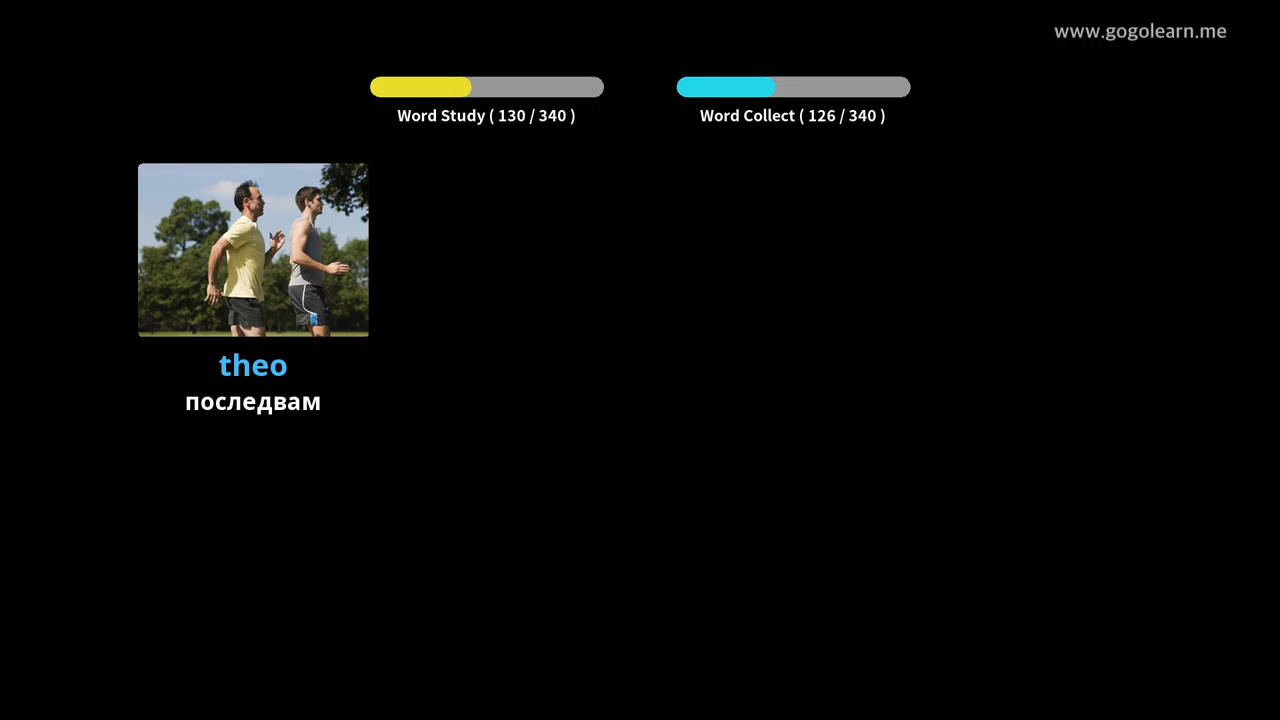 www.gogolearn.me
Word Study ( 130 / 340 )
Word Collect ( 126 / 340 )
theo
последвам